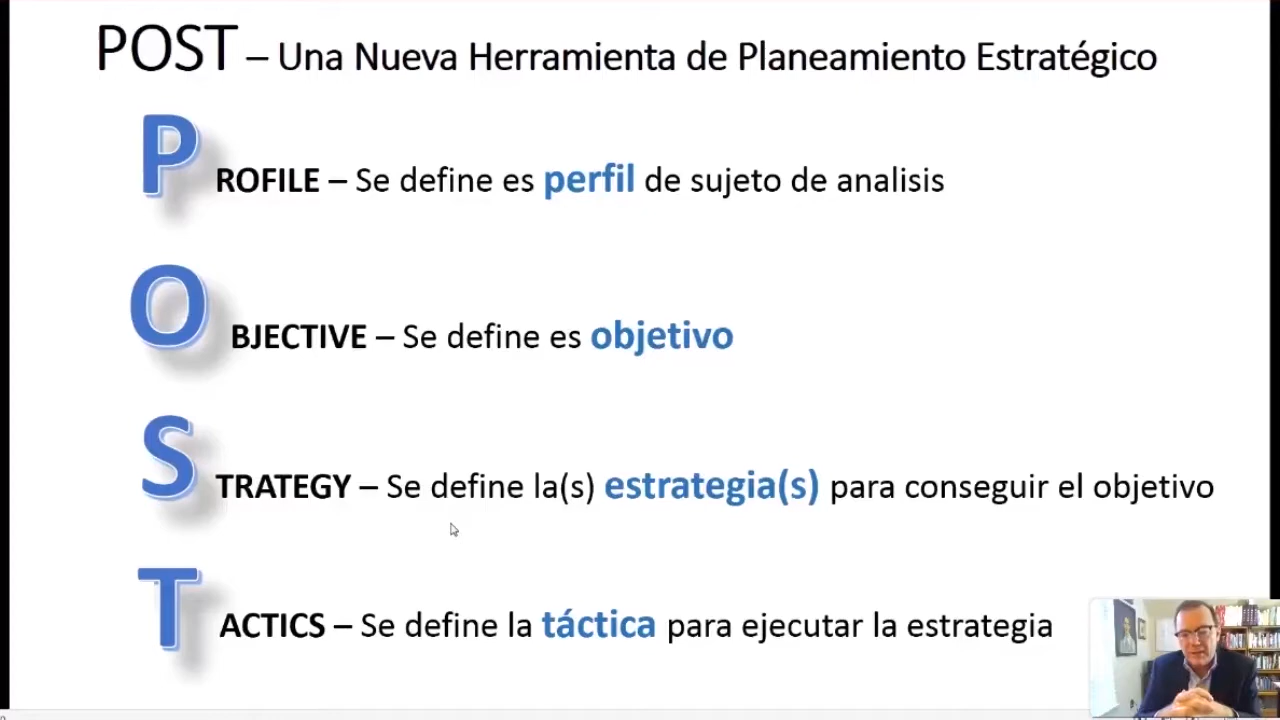 POST – Una Nueva Herramienta de Planeamiento Estratégico
PROFILE – Se define es perfil de sujeto de analisis
OBJECTIVE – Se define es objetivo
STRATEGY – Se define la(s) estrategia(s) para conseguir el objetivo
TACTICS – Se define la táctica para ejecutar la estrategia